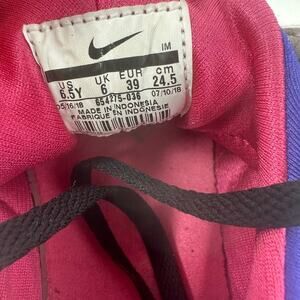 IM
US UK EUR cm
6.5Y 6 39 24.5
05/16/18 654275-036 07/10/18
MADE IN INDONESIA
FABRIQUE EN INDONESIE